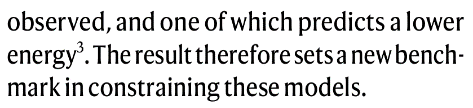 observed, and one of which predicts a lower
energy³. The result therefore sets a new bench-
mark in constraining these models.